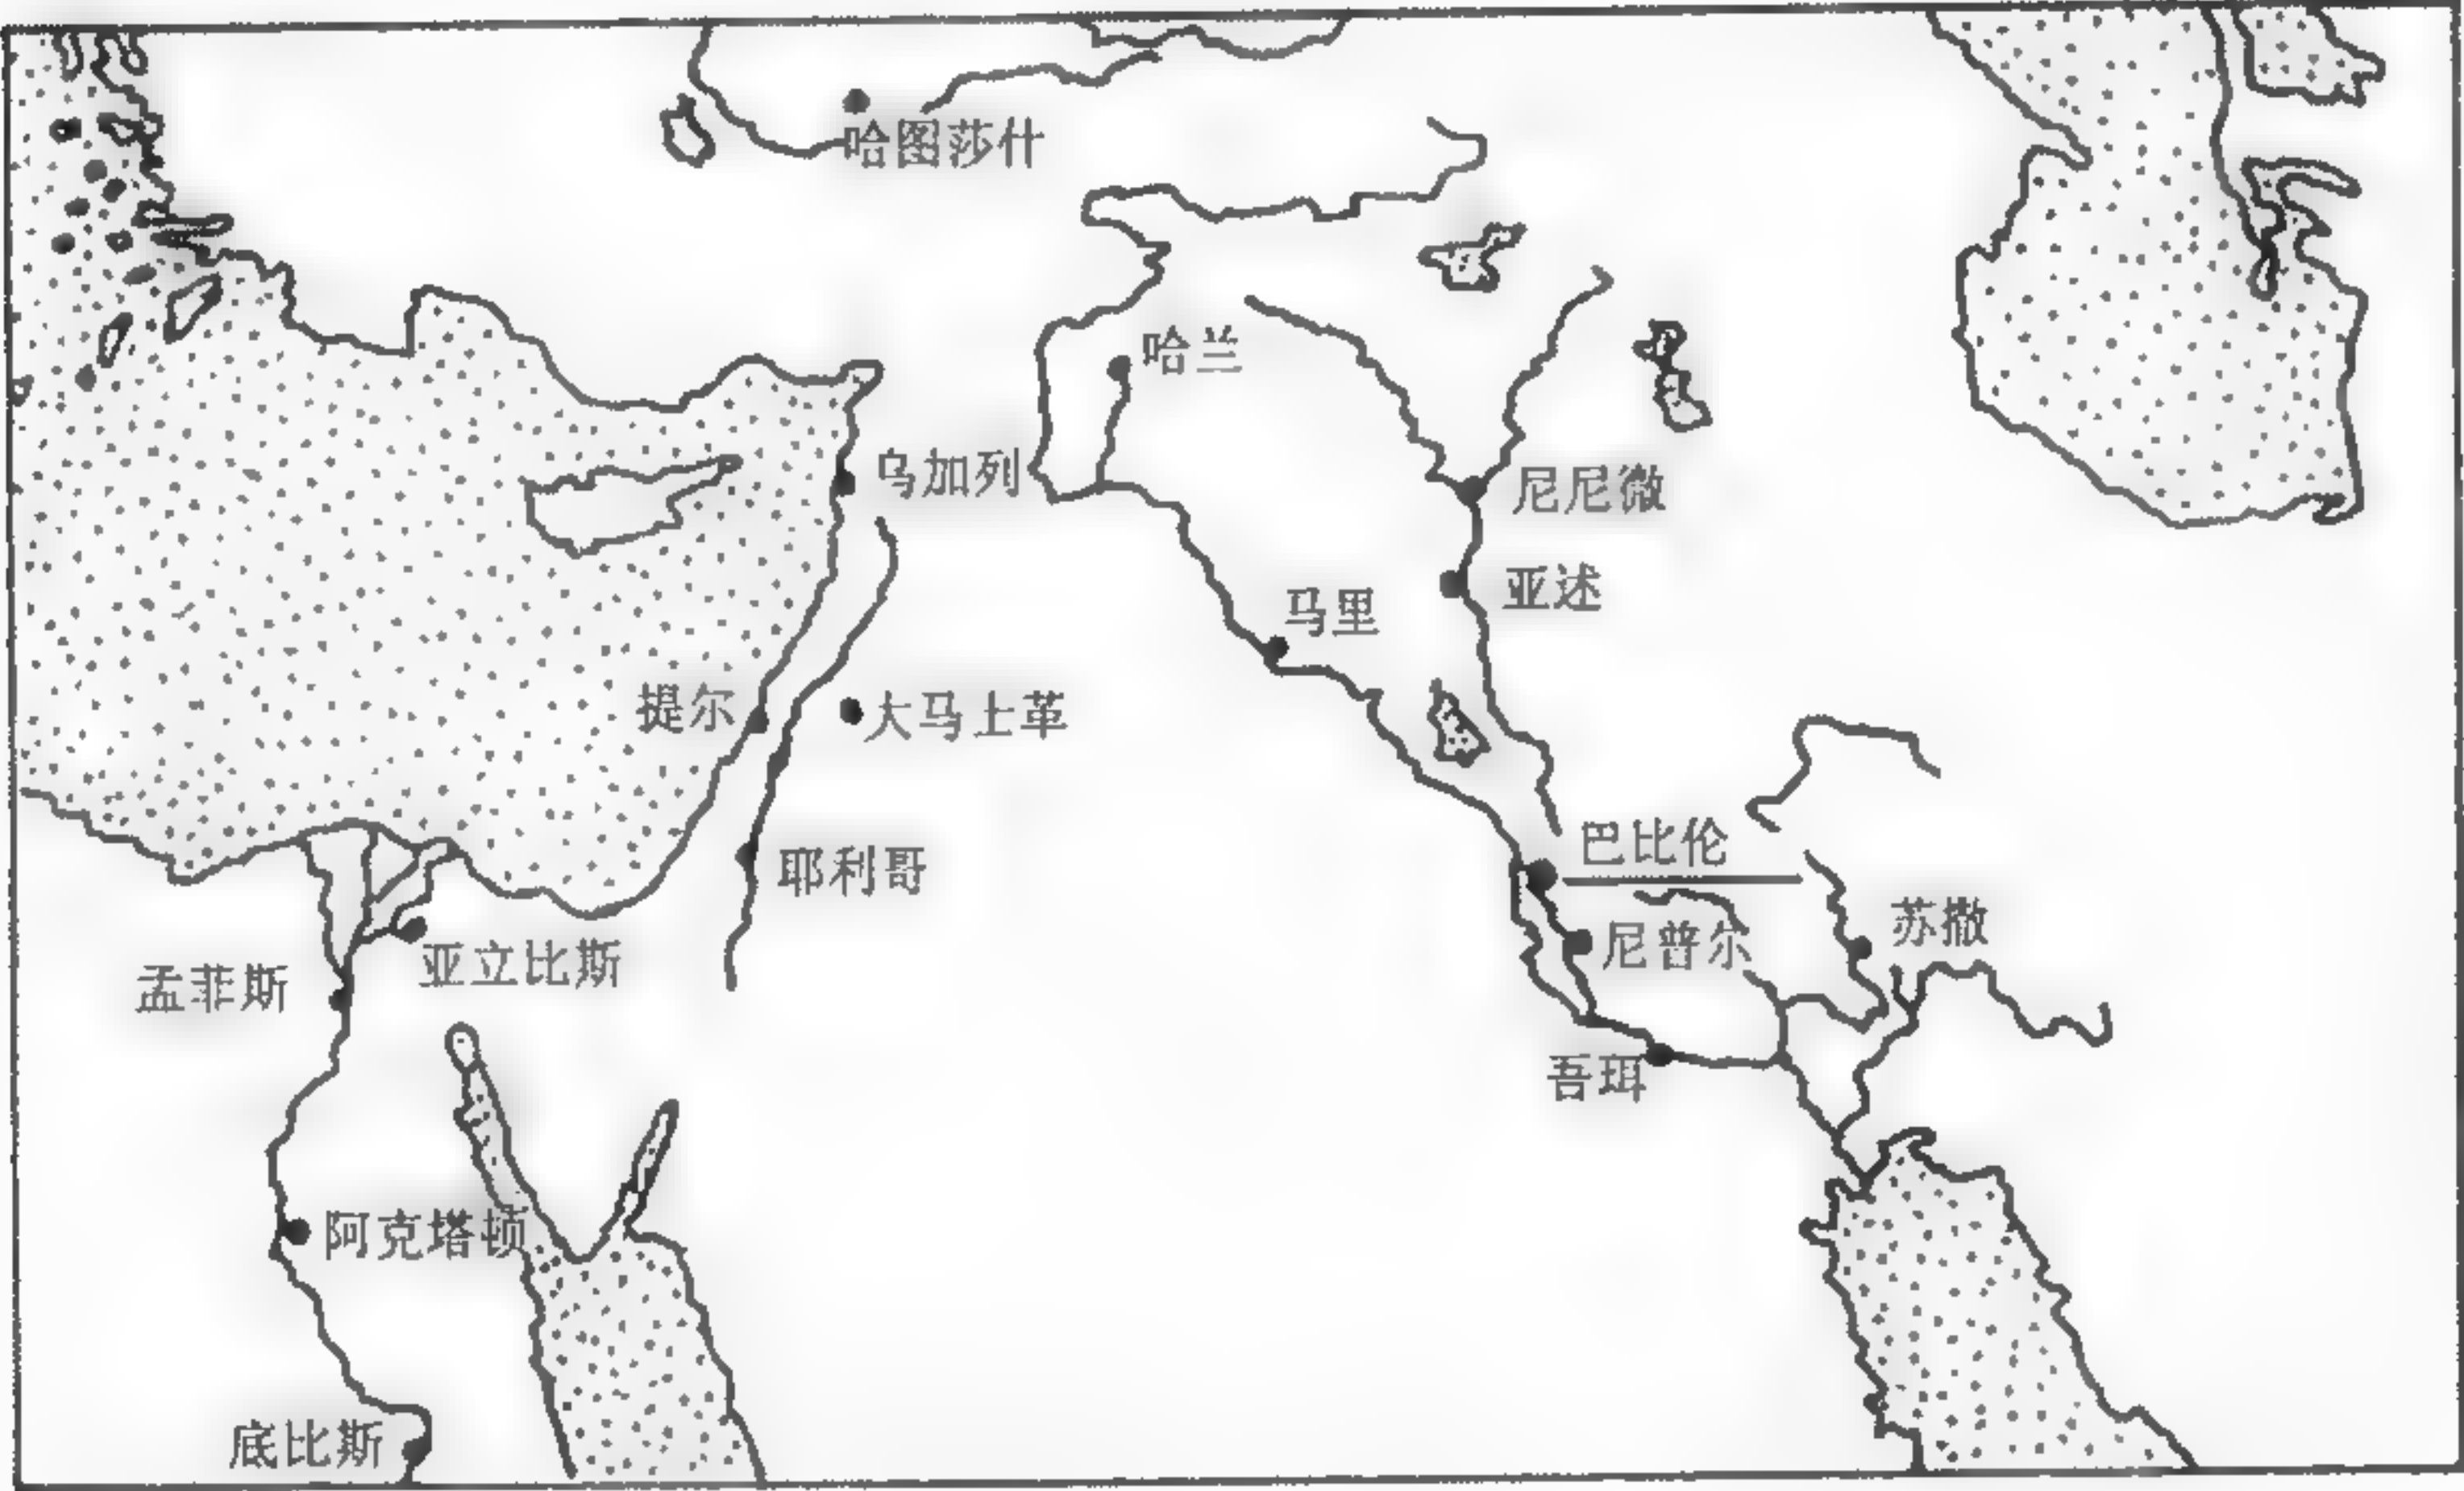 哈图莎什
哈兰
乌加列
尼尼微
亚述
马里
提尔
大马士革
巴比伦
耶利哥
苏撒
尼普尔
亚立比斯
孟菲斯
吾珥
阿克塔顿
底比斯